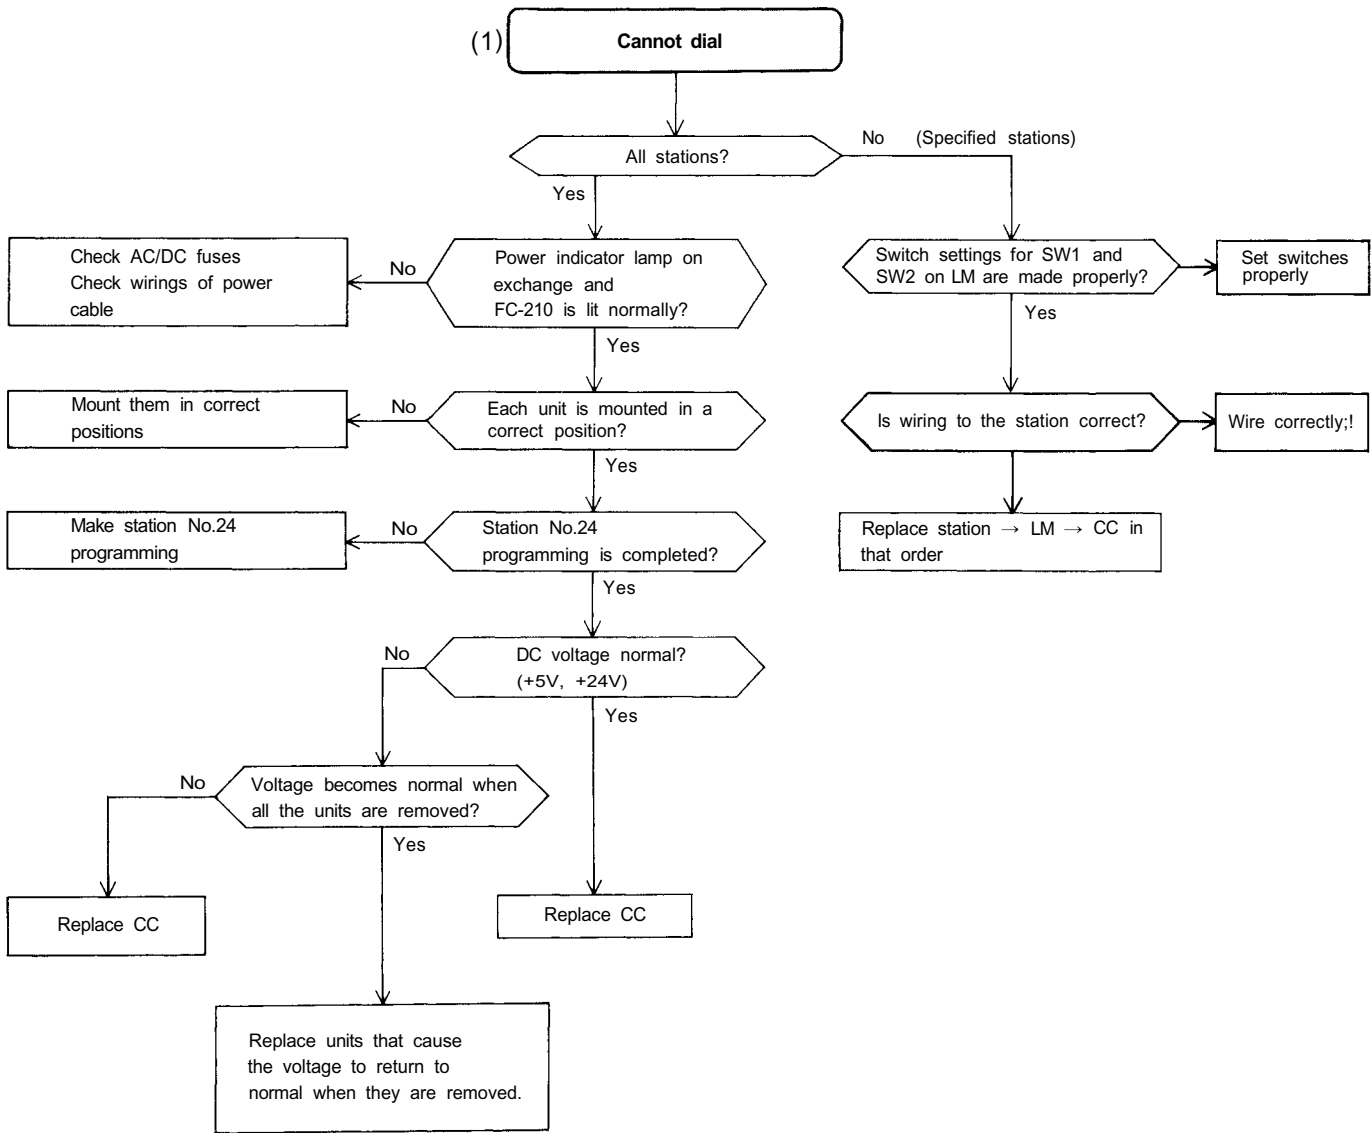 (1) Cannot dial
All stations?
No (Specified stations)
Yes
Check AC/DC fuses
Check wirings of power
cable
No
Power indicator lamp on
exchange and
FC-210 is lit normally?
Yes
Switch settings for SW1 and
SW2 on LM are made properly?
Set switches
properly
Yes
Mount them in correct
positions
No
Each unit is mounted in a
correct position?
Yes
Is wiring to the station correct?
Wire correctly;!
Make station No.24
programming
No
Station No.24
programming is completed?
Yes
Replace station → LM → CC in
that order
No
DC voltage normal?
(+5V, +24V)
Yes
No
Voltage becomes normal when
all the units are removed?
Yes
Replace CC
Replace CC
Replace units that cause
the voltage to return to
normal when they are removed.